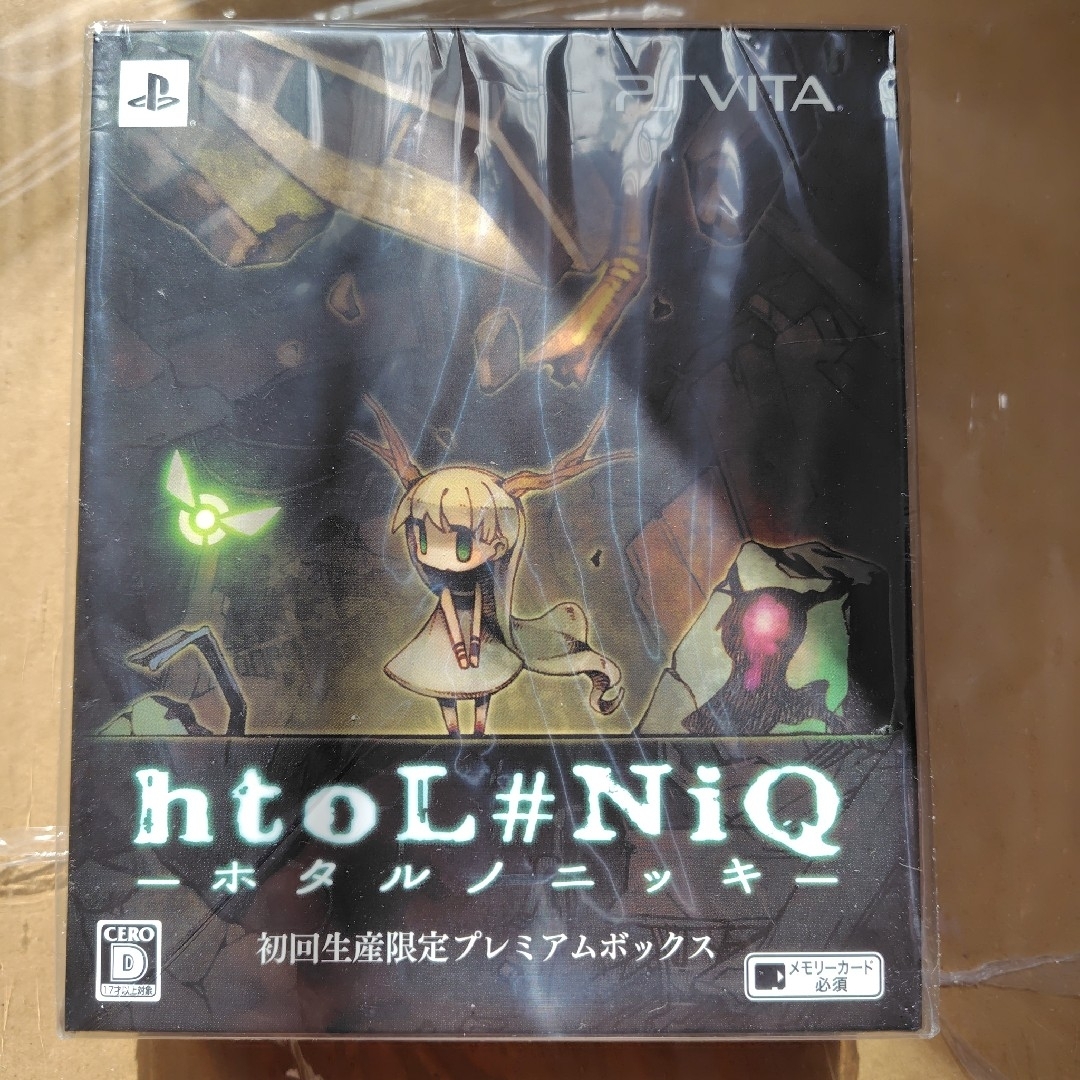 PSVITA
htoL#NiQ
ーホタルノニッキー
CERO
D
17才以上対象
初回生産限定プレミアムボックス
メモリーカード
必須